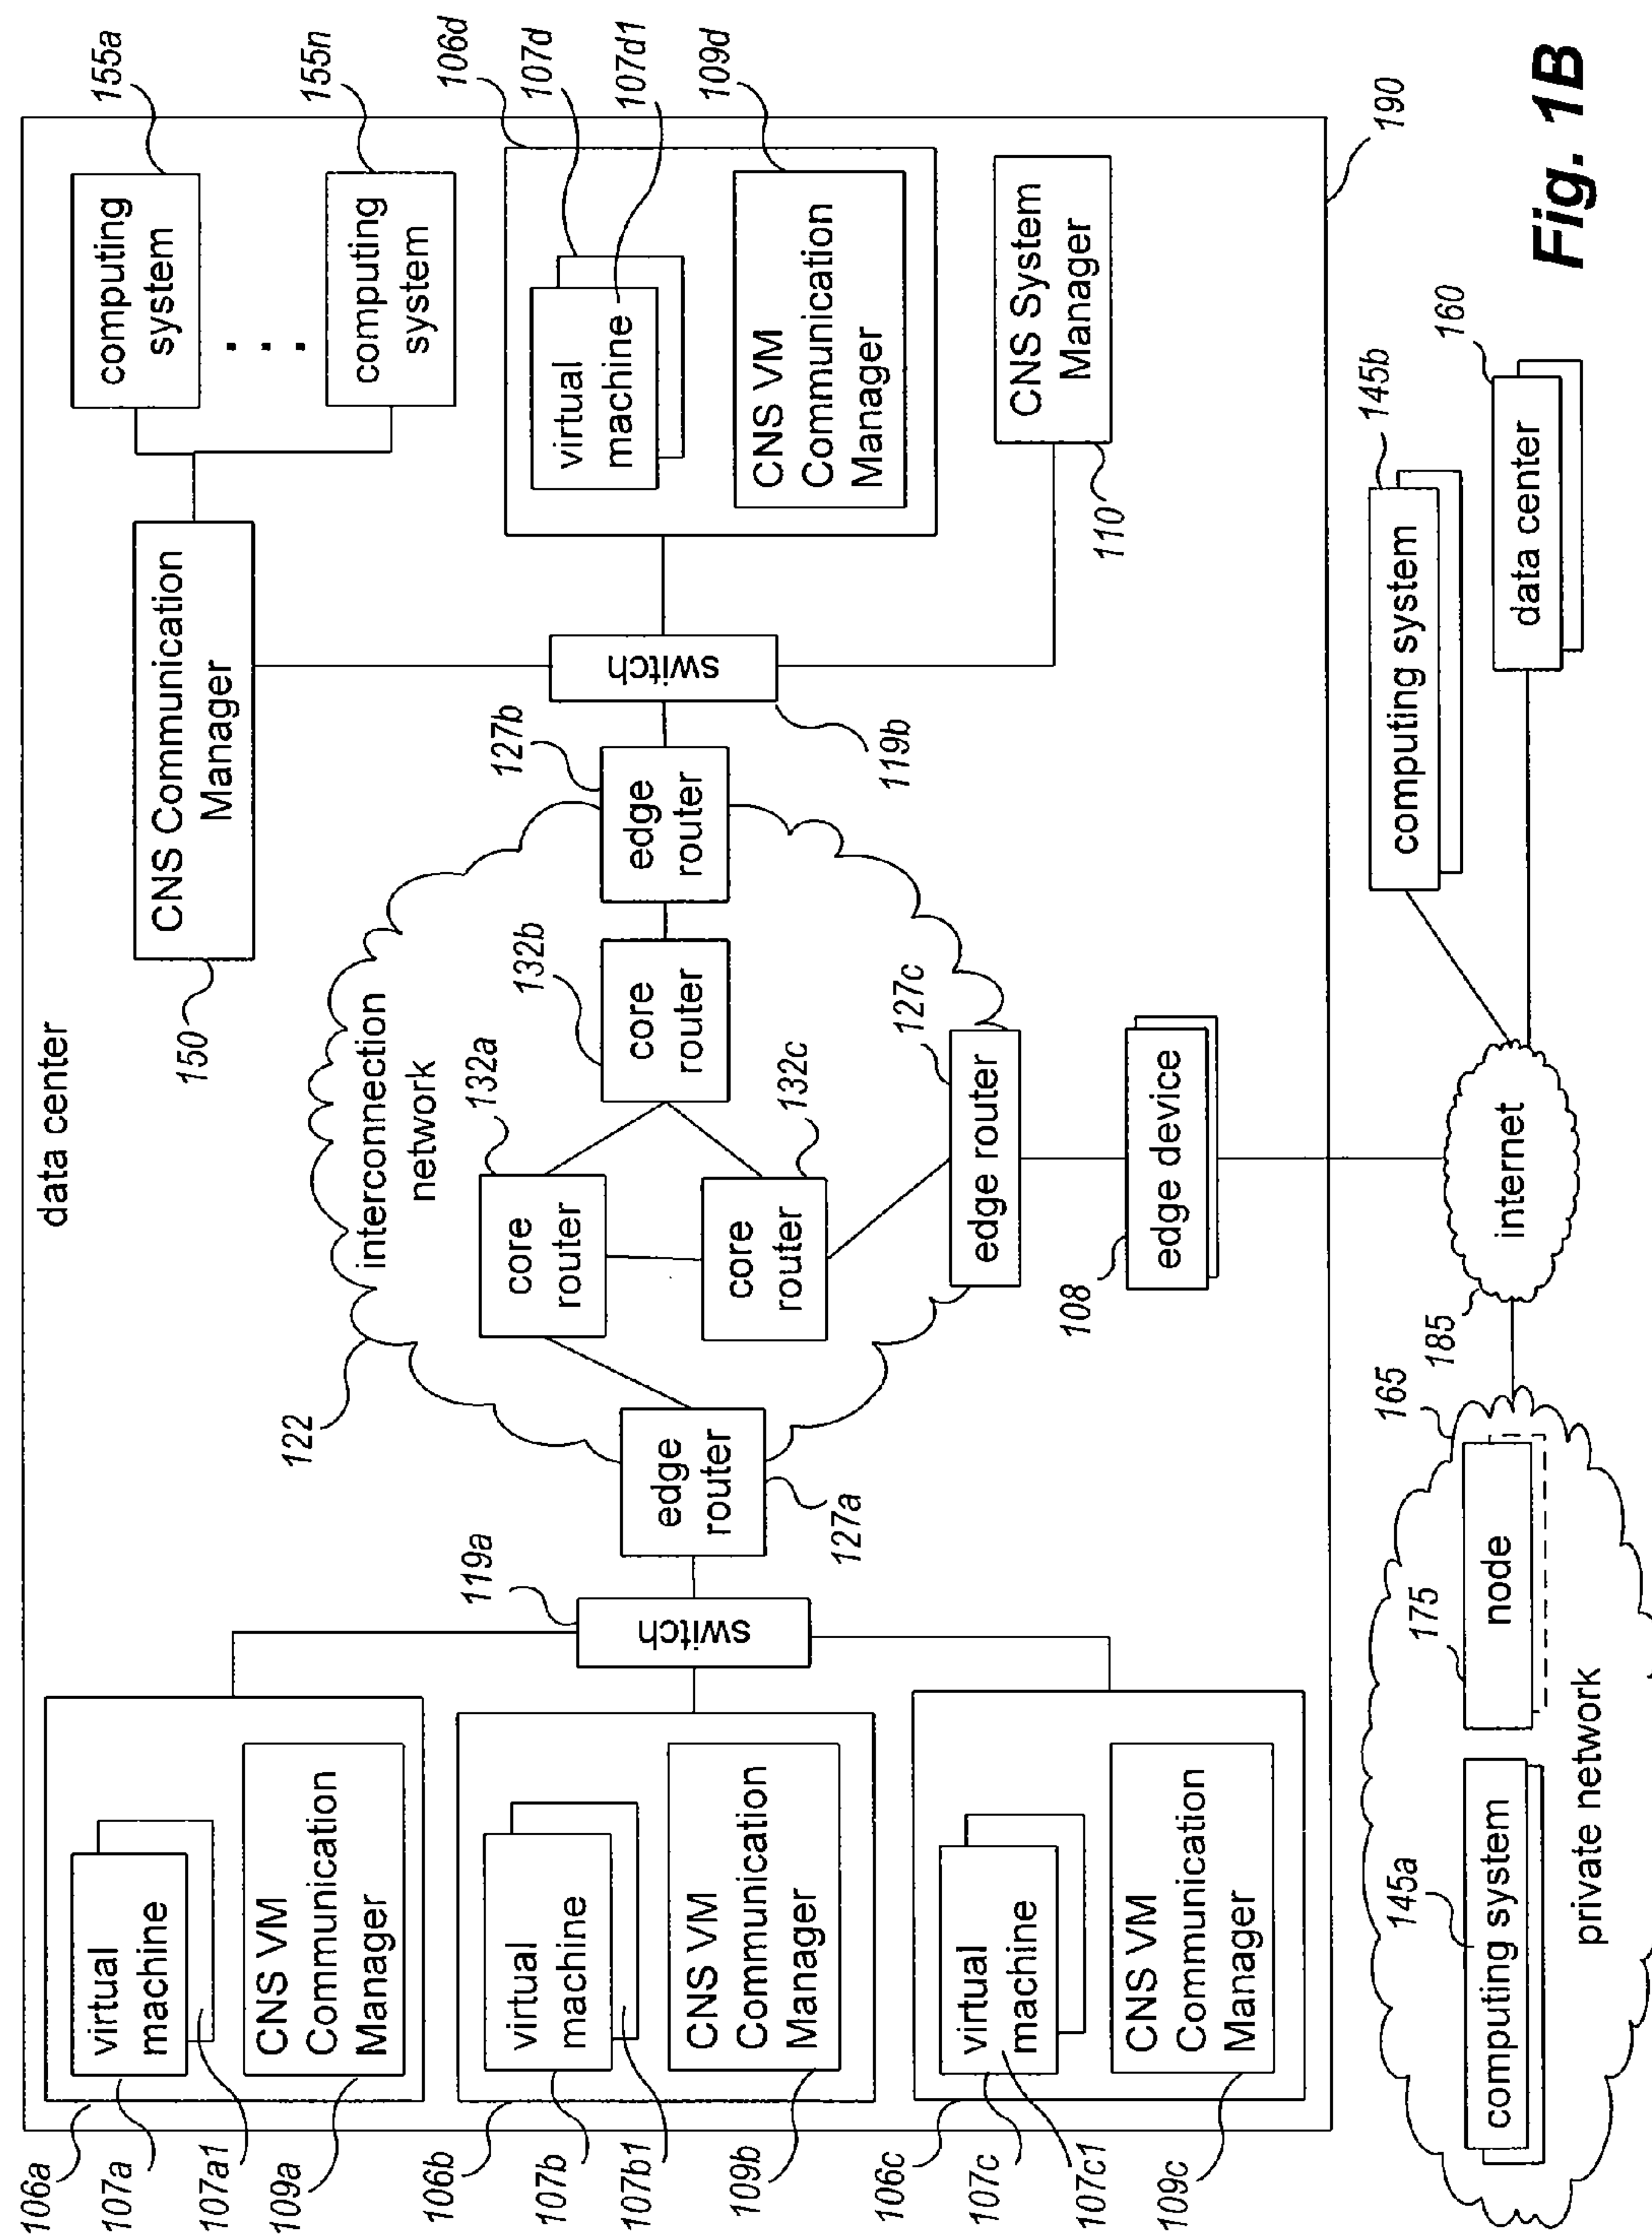 data center
106a
107a
107a1
109a
virtual
machine
CNS VM
Communication
Manager
106b
107b
107b1
109b
virtual
machine
CNS VM
Communication
Manager
106c
107c
107c1
109c
virtual
machine
CNS VM
Communication
Manager
119a
switch
122
interconnection
network
edge
router
127a
132a
core
router
132b
core
router
132c
core
router
127b
edge
router
127c
edge router
108
edge device
150
CNS Communication
Manager
119b
switch
155a
computing
system
...
155n
computing
system
106d
107d
107d1
109d
virtual
machine
CNS VM
Communication
Manager
CNS System
Manager
110
190
145a
computing system
175
node
165
private network
185
internet
145b
computing system
160
data center
Fig. 1B